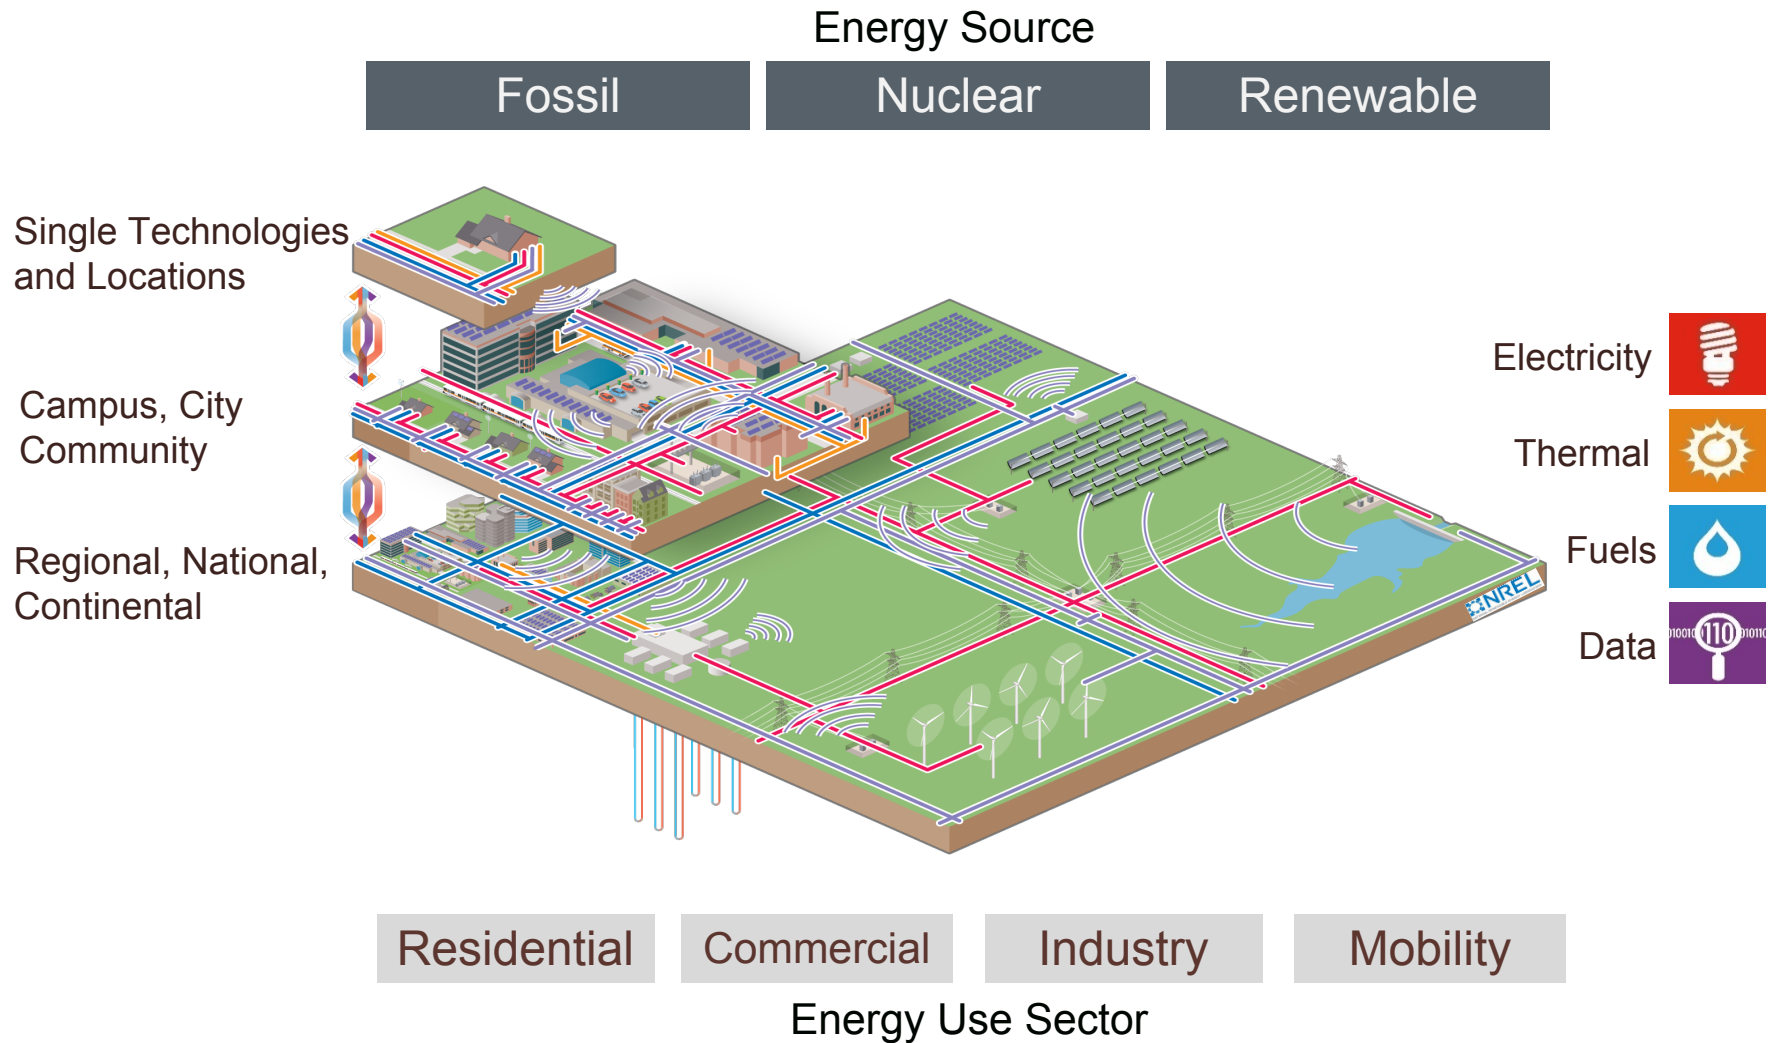 Energy Source
Fossil
Nuclear
Renewable
Single Technologies
and Locations
Campus, City
Community
Regional, National,
Continental
Electricity
Thermal
Fuels
Data
110
NREL
Residential
Commercial
Industry
Mobility
Energy Use Sector